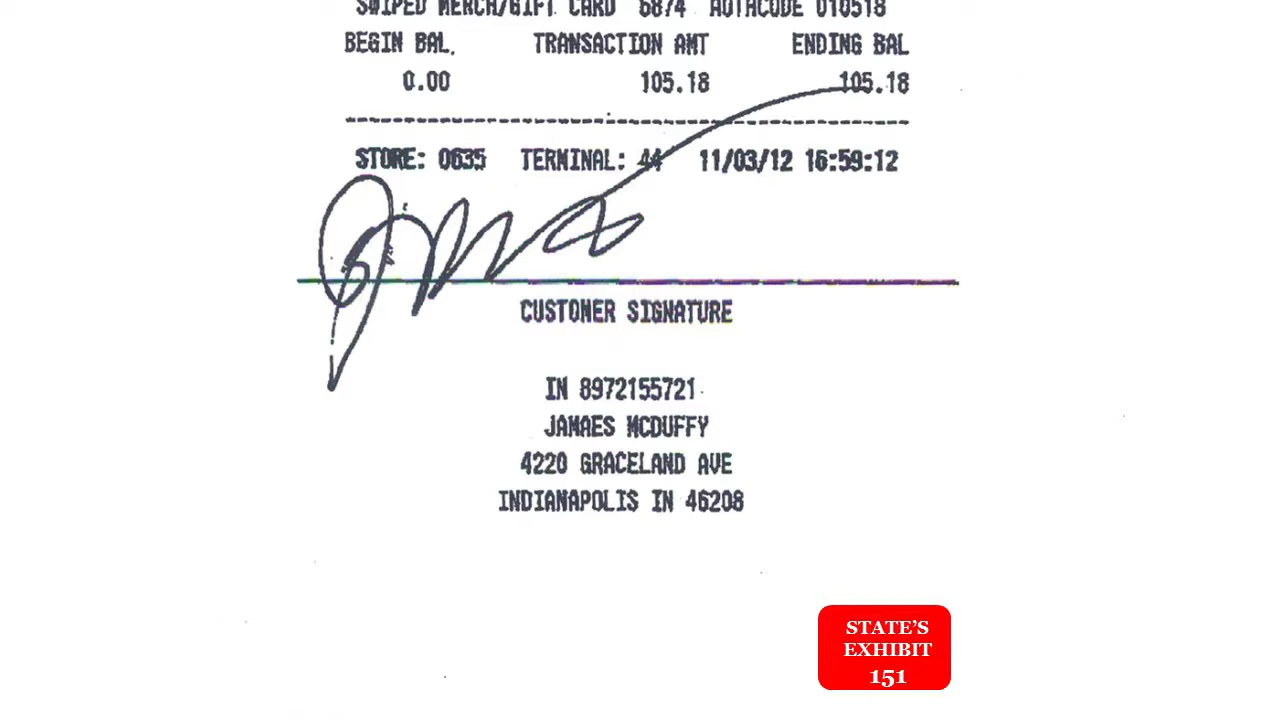 SWIPED MERCH/GIFT CARD 6874 AUTHCODE 010518
BEGIN BAL. TRANSACTION AMT ENDING BAL
0.00 105.18 105.18
STORE: 0635 TERMINAL: 44 11/03/12 16:59:12
CUSTOMER SIGNATURE
IN 8972155721
JAMAES MCDUFFY
4220 GRACELAND AVE
INDIANAPOLIS IN 46208
STATE'S
EXHIBIT
151